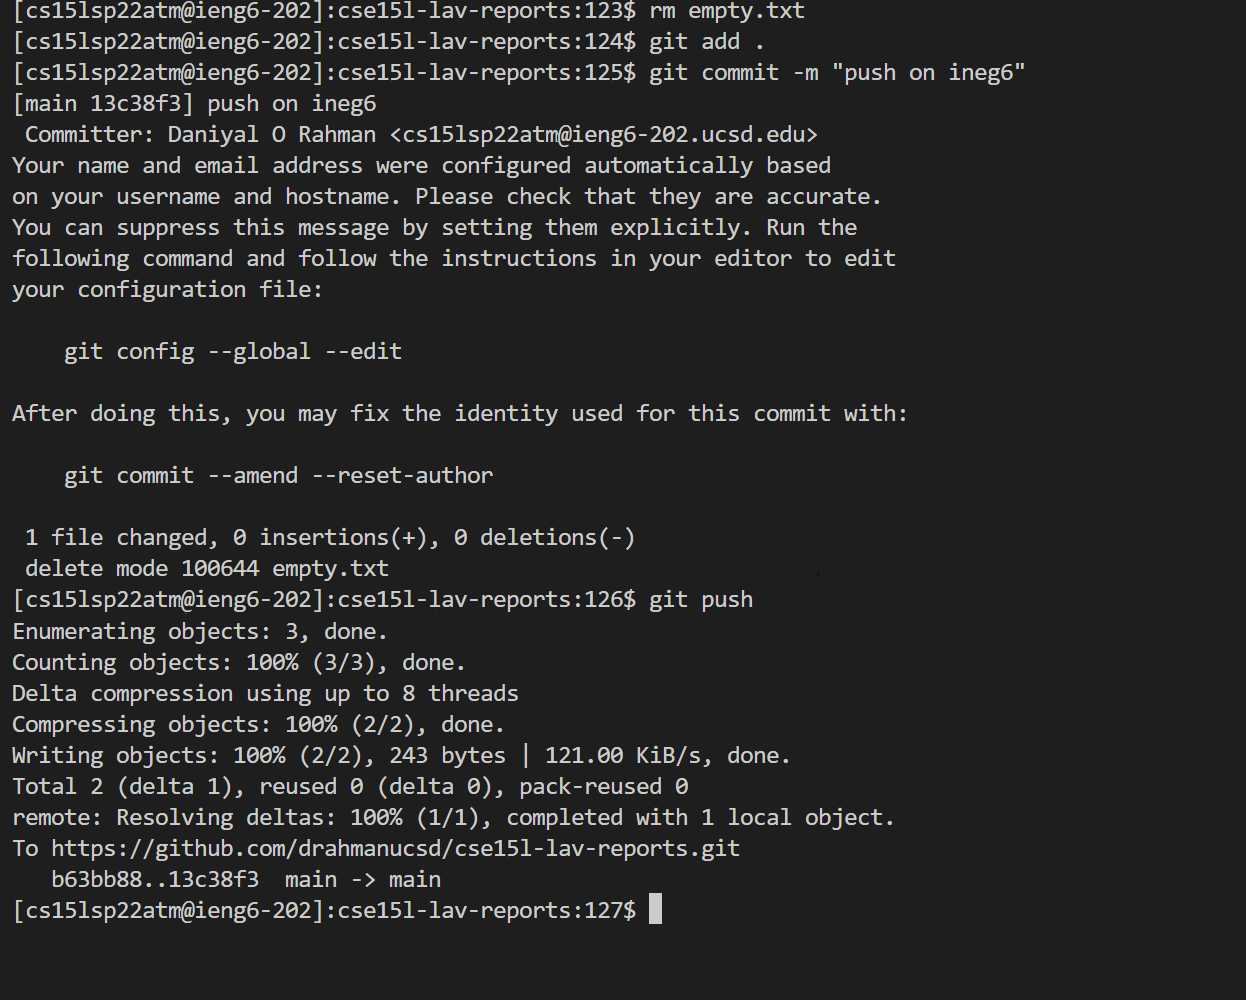 [cs15lsp22atm@ieng6-202]:cse15l-lav-reports:123$ rm empty.txt
[cs15lsp22atm@ieng6-202]:cse15l-lav-reports:124$ git add .
[cs15lsp22atm@ieng6-202]:cse15l-lav-reports:125$ git commit -m "push on ineg6"
[main 13c38f3] push on ineg6
 Committer: Daniyal O Rahman <cs15lsp22atm@ieng6-202.ucsd.edu>
Your name and email address were configured automatically based
on your username and hostname. Please check that they are accurate.
You can suppress this message by setting them explicitly. Run the
following command and follow the instructions in your editor to edit
your configuration file:

    git config --global --edit

After doing this, you may fix the identity used for this commit with:

    git commit --amend --reset-author

 1 file changed, 0 insertions(+), 0 deletions(-)
 delete mode 100644 empty.txt
[cs15lsp22atm@ieng6-202]:cse15l-lav-reports:126$ git push
Enumerating objects: 3, done.
Counting objects: 100% (3/3), done.
Delta compression using up to 8 threads
Compressing objects: 100% (2/2), done.
Writing objects: 100% (2/2), 243 bytes | 121.00 KiB/s, done.
Total 2 (delta 1), reused 0 (delta 0), pack-reused 0
remote: Resolving deltas: 100% (1/1), completed with 1 local object.
To https://github.com/drahmanucsd/cse15l-lav-reports.git
   b63bb88..13c38f3  main -> main
[cs15lsp22atm@ieng6-202]:cse15l-lav-reports:127$